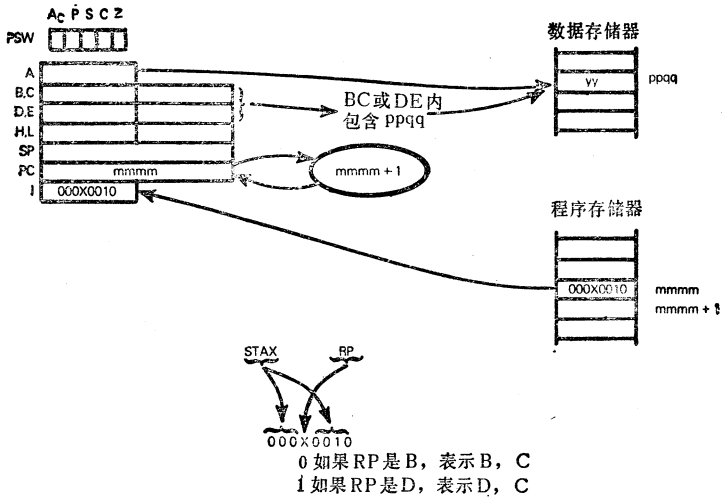 Ac P S C Z
PSW
数据存储器
A
yy
ppqq
B,C
BC或DE内
包含ppqq
D,E
H,L
SP
PC
mmmm
mmmm + 1
I
000X0010
程序存储器
000X0010
mmmm
mmmm + 1
STAX
RP
000X0010
0如果RP是B，表示B，C
1如果RP是D，表示D，C